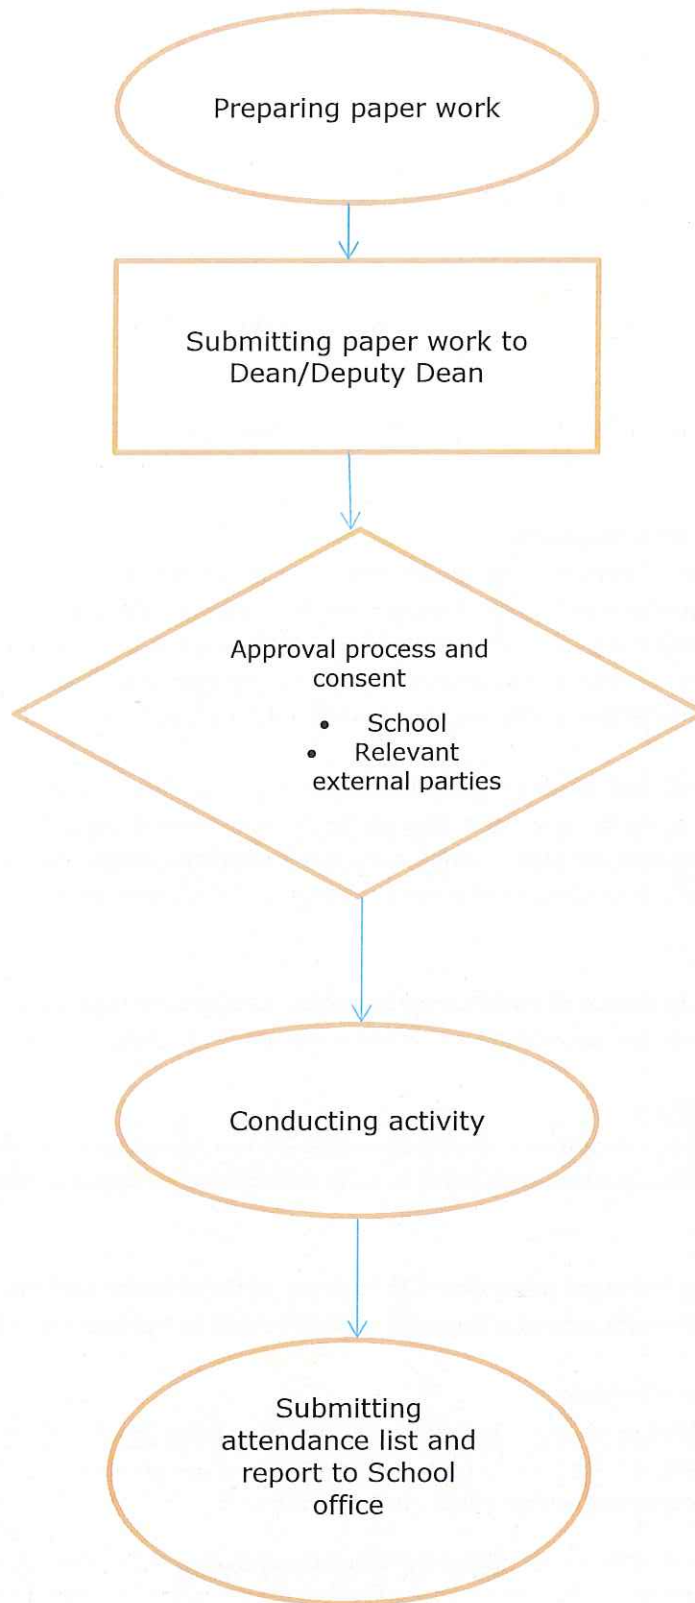 Preparing paper work
Submitting paper work to
Dean/Deputy Dean
Approval process and
consent
• School
• Relevant
external parties
Conducting activity
Submitting
attendance list and
report to School
office